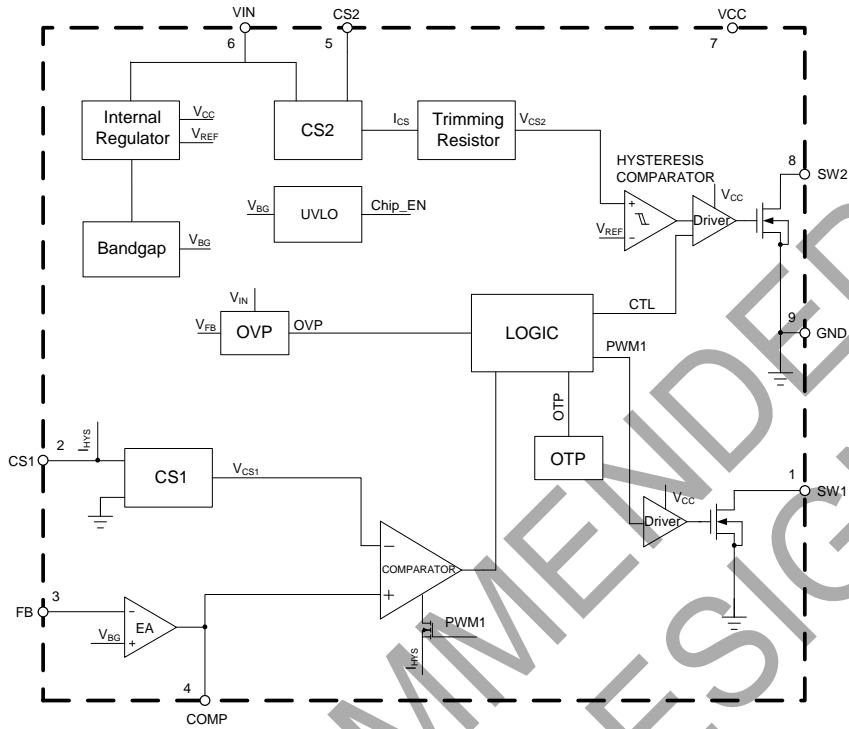 VIN
CS2
VCC
6
5
7
Internal
Regulator
VCC
VREF
CS2
ICS
Trimming
Resistor
VCS2
HYSTERESIS
COMPARATOR
8
SW2
VCC
+
−
VREF
Driver
VBG
UVLO
Chip_EN
Bandgap
VBG
VIN
VFB
OVP
OVP
LOGIC
CTL
PWM1
9
GND
OTP
OTP
2
IHYS
CS1
CS1
VCS1
1
SW1
VCC
Driver
−
COMPARATOR
+
3
FB
−
EA
VBG
+
PWM1
IHYS
4
COMP
MMENDED
ESIG